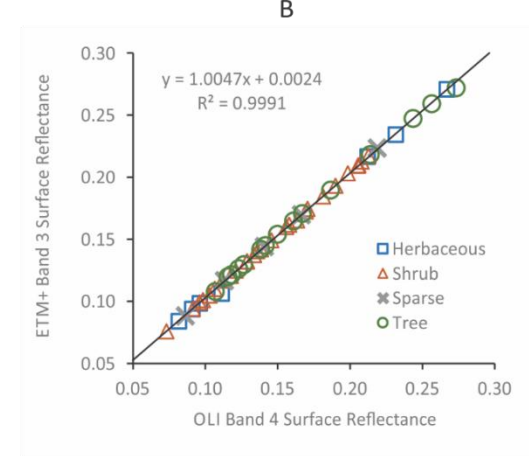 B
y = 1.0047x + 0.0024
R² = 0.9991
ETM+ Band 3 Surface Reflectance
0.30
0.25
0.20
0.15
0.10
0.05
Herbaceous
Shrub
Sparse
Tree
0.05 0.10 0.15 0.20 0.25 0.30
OLI Band 4 Surface Reflectance